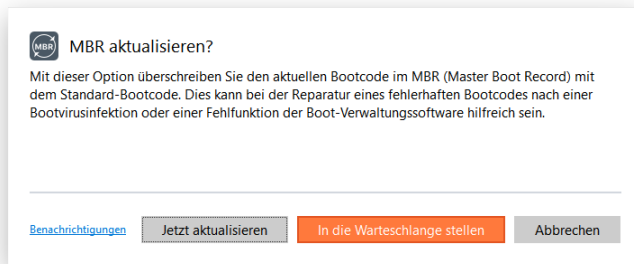 MBR
MBR aktualisieren?
Mit dieser Option überschreiben Sie den aktuellen Bootcode im MBR (Master Boot Record) mit
dem Standard-Bootcode. Dies kann bei der Reparatur eines fehlerhaften Bootcodes nach einer
Bootvirusinfektion oder einer Fehlfunktion der Boot-Verwaltungssoftware hilfreich sein.
Benachrichtigungen Jetzt aktualisieren In die Warteschlange stellen Abbrechen